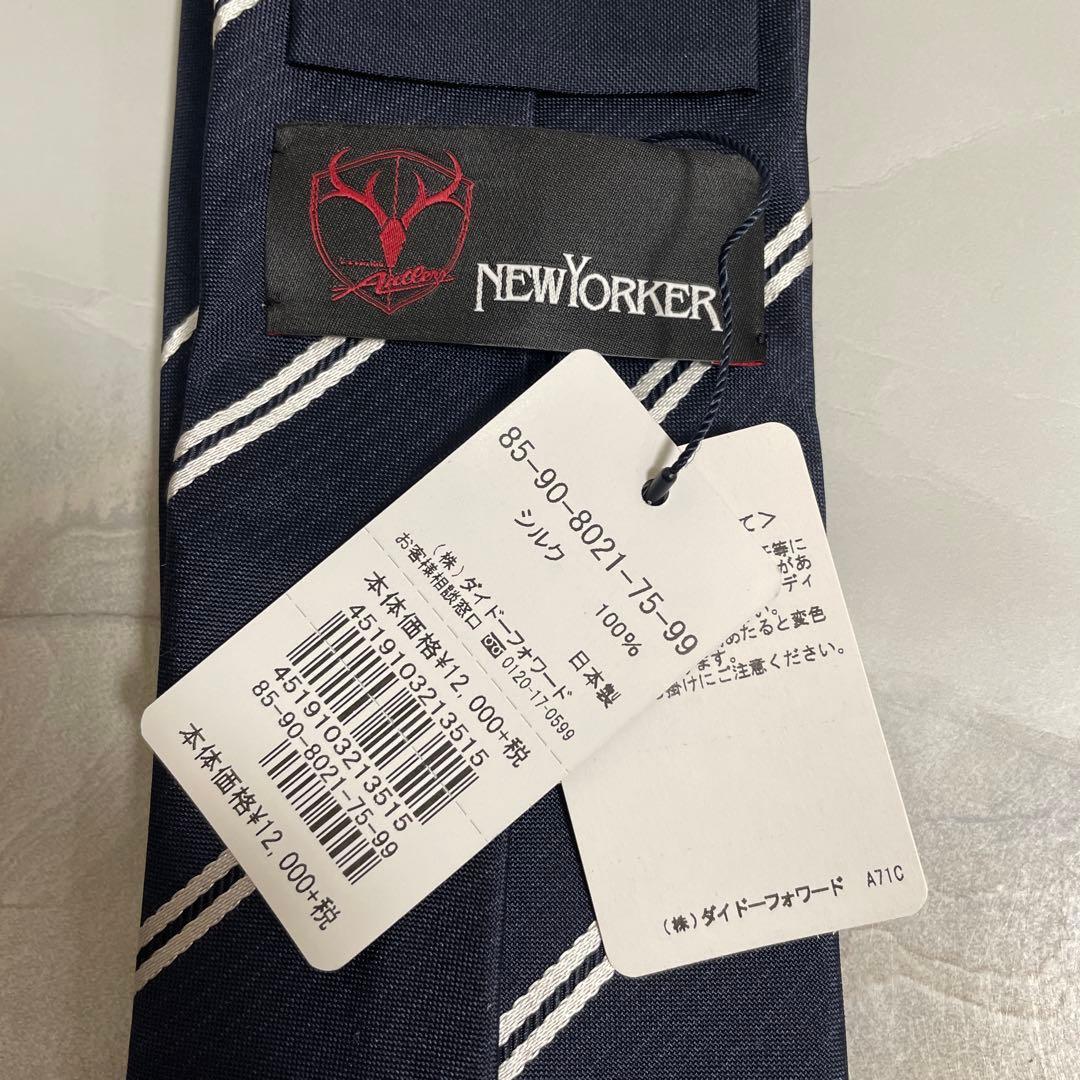 Antlers
NEWYORKER
85-90-8021-75-99
シルク 100%
日本製
(株)ダイドーフォワード
お客様相談窓口 0120-17-0599
本体価格¥12,000+税
4519103213515
4519103213515
85-90-8021-75-99
本体価格¥12,000+税
等に
があ
ディ
い。
あたると変色
ます。
掛けにご注意ください。
(株)ダイドーフォワード A71C